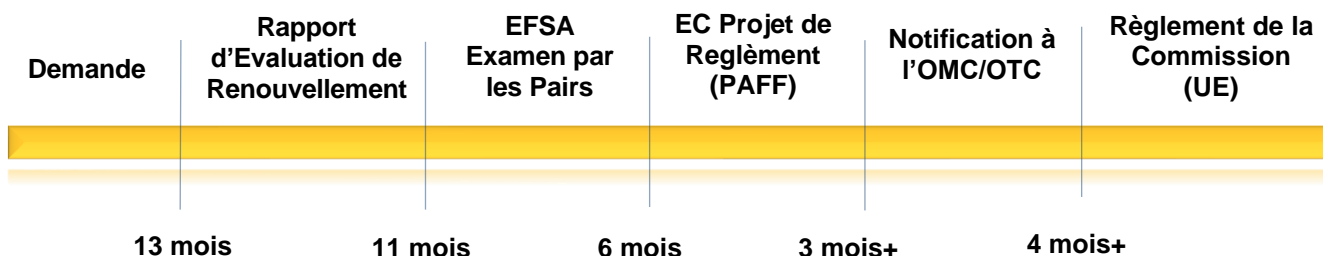 Demande
Rapport
d’Evaluation de
Renouvellement
EFSA
Examen par
les Pairs
EC Projet de
Reglèment
(PAFF)
Notification à
l’OMC/OTC
Règlement de la
Commission
(UE)
13 mois
11 mois
6 mois
3 mois+
4 mois+